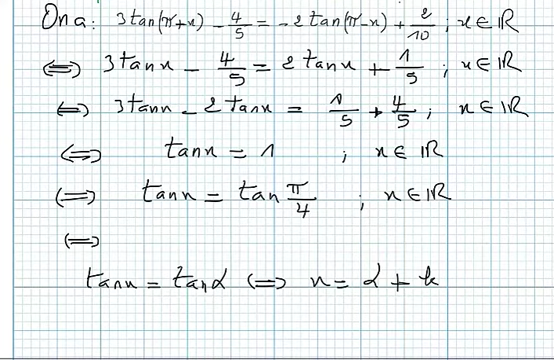 On a: 3tan(π+x) - 4/5 = -2tan(π-x) + 2/10 ; x∈ℝ
⟺ 3tanx - 4/5 = 2tanx + 1/5 ; x∈ℝ
⟺ 3tanx - 2tanx = 1/5 + 4/5 ; x∈ℝ
⟺ tanx = 1 ; x∈ℝ
⟺ tanx = tan π/4 ; x∈ℝ
⟺
tanx = tanα ⟺ x = α + k